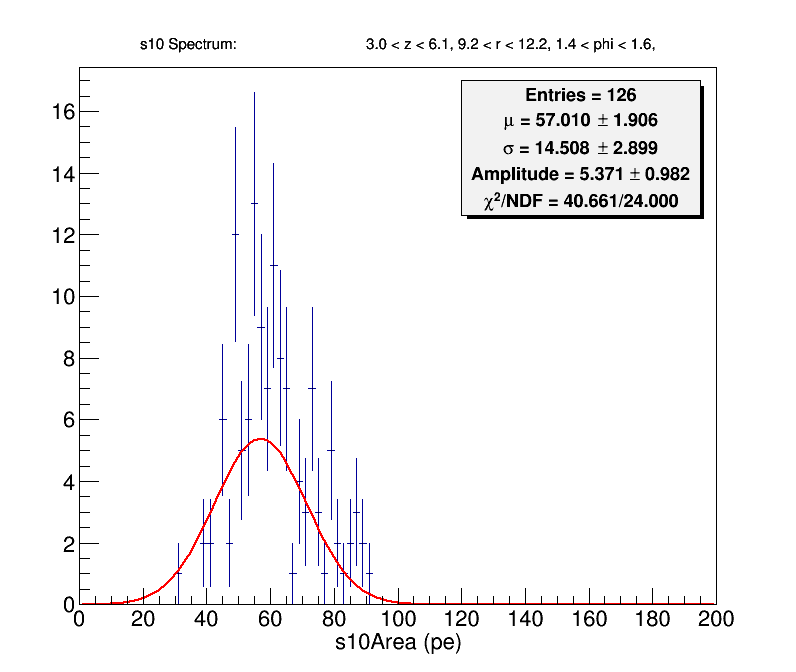 s10 Spectrum: 3.0 < z < 6.1, 9.2 < r < 12.2, 1.4 < phi < 1.6,
Entries = 126
μ = 57.010 ± 1.906
σ = 14.508 ± 2.899
Amplitude = 5.371 ± 0.982
χ²/NDF = 40.661/24.000
16
14
12
10
8
6
4
2
0
0 20 40 60 80 100 120 140 160 180 200
s10Area (pe)